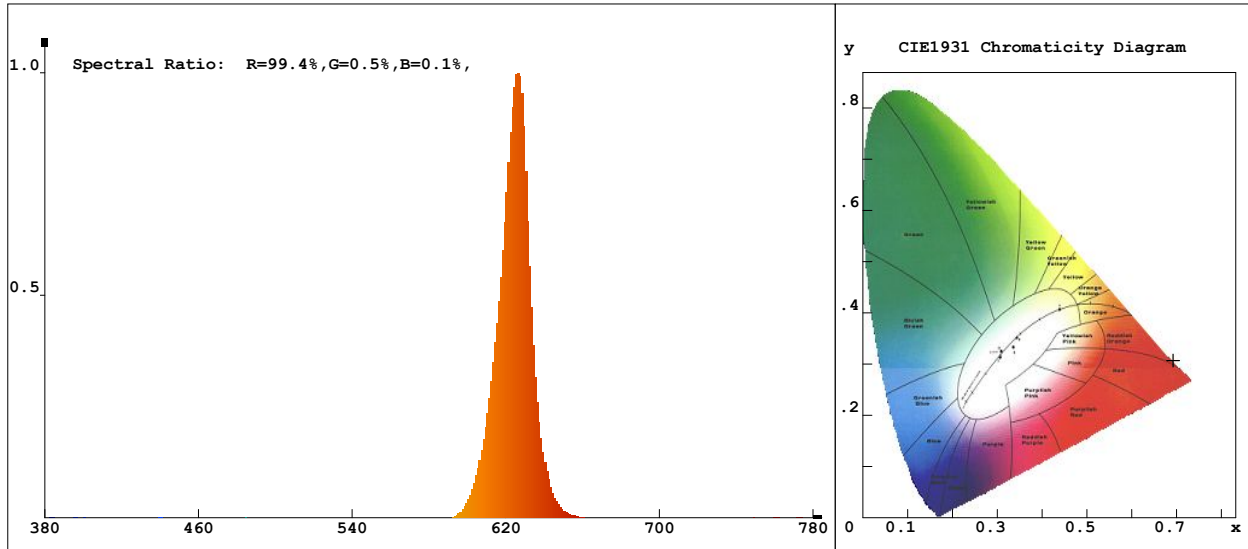 y CIE1931 Chromaticity Diagram
Spectral Ratio: R=99.4%,G=0.5%,B=0.1%,
1.0
0.5
380 460 540 620 700 780
.8
.6
.4
.2
0 0.1 0.3 0.5 0.7 x
Yellowish
Green
Green
Yellow
Green
Greenish
Yellow
Yellow
Orange
Yellow
Orange
Bluish
Green
Yellowish
Pink
Reddish
Orange
Pink
Red
Greenish
Blue
Purplish
Pink
Purplish
Red
Blue
Purple
Reddish
Purple